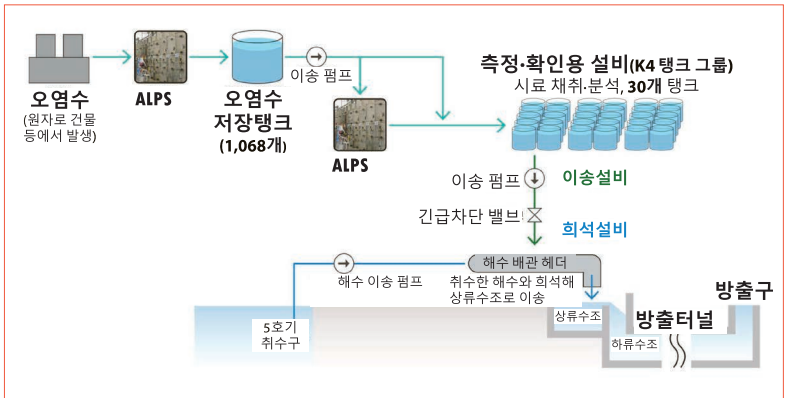 오염수
(원자로 건물
등에서 발생)
ALPS
오염수
저장탱크
(1,068개)
이송 펌프
ALPS
측정·확인용 설비(K4 탱크 그룹)
시료 채취·분석, 30개 탱크
이송 펌프
이송설비
긴급차단 밸브
희석설비
해수 배관 헤더
해수 이송 펌프
취수한 해수와 희석해
상류수조로 이송
5호기
취수구
상류수조
하류수조
방출터널
방출구